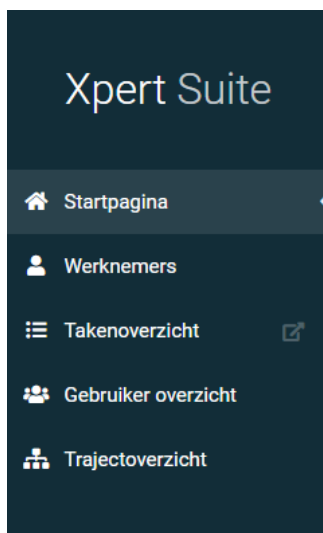 Xpert Suite
Startpagina
Werknemers
Takenoverzicht
Gebruiker overzicht
Trajectoverzicht